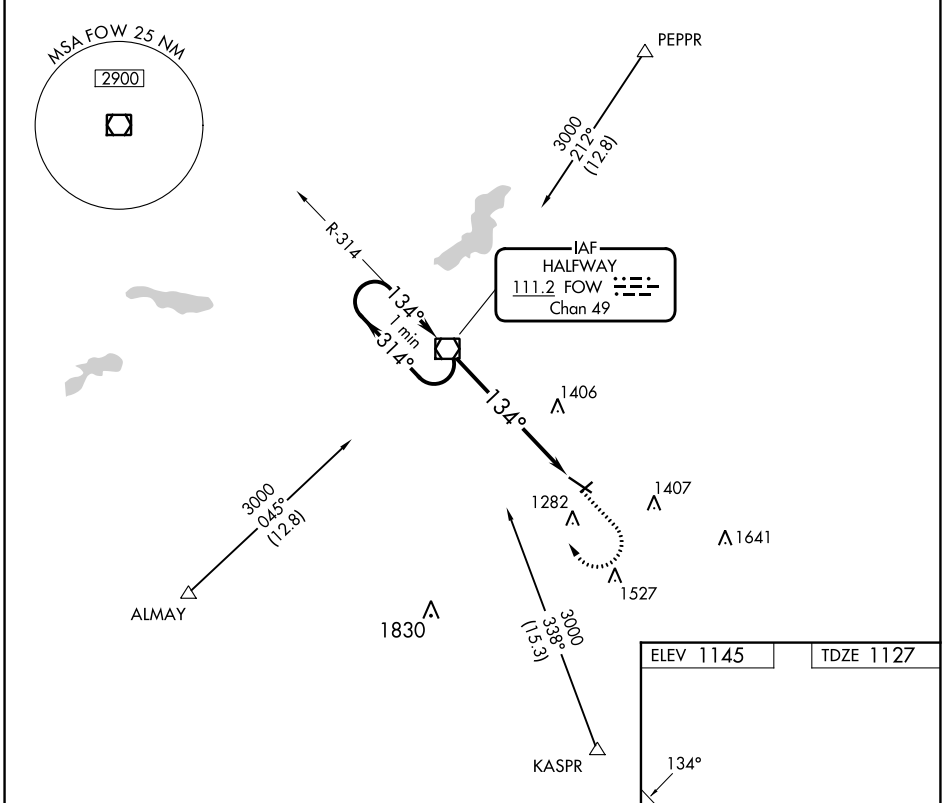 MSA FOW 25 NM
2900
PEPPR
3000
212°
(12.8)
R-314
IAF
HALFWAY
111.2 FOW
Chan 49
134°
1 min
314°
134°
1406
3000
045°
(12.8)
ALMAY
1282
1407
1641
1527
1830
3000
338°
(15.3)
KASPR
ELEV 1145
TDZE 1127
134°